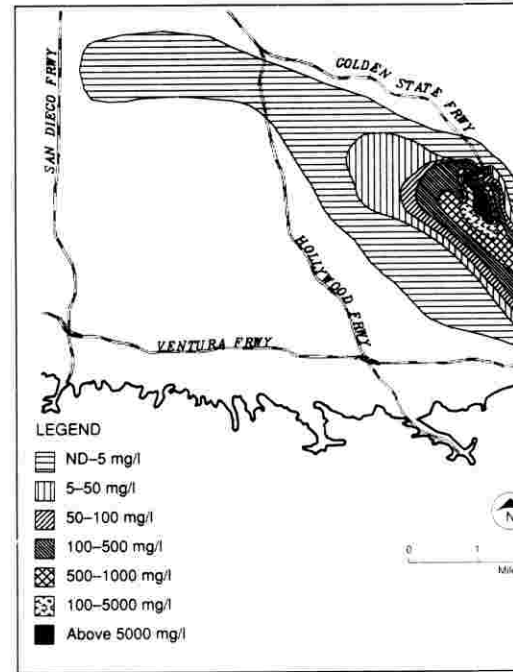 SAN DIEGO FRWY
GOLDEN STATE FRWY
HOLLYWOOD FRWY
VENTURA FRWY
LEGEND
ND–5 mg/l
5–50 mg/l
50–100 mg/l
100–500 mg/l
500–1000 mg/l
100–5000 mg/l
Above 5000 mg/l
N
0 1
Mile